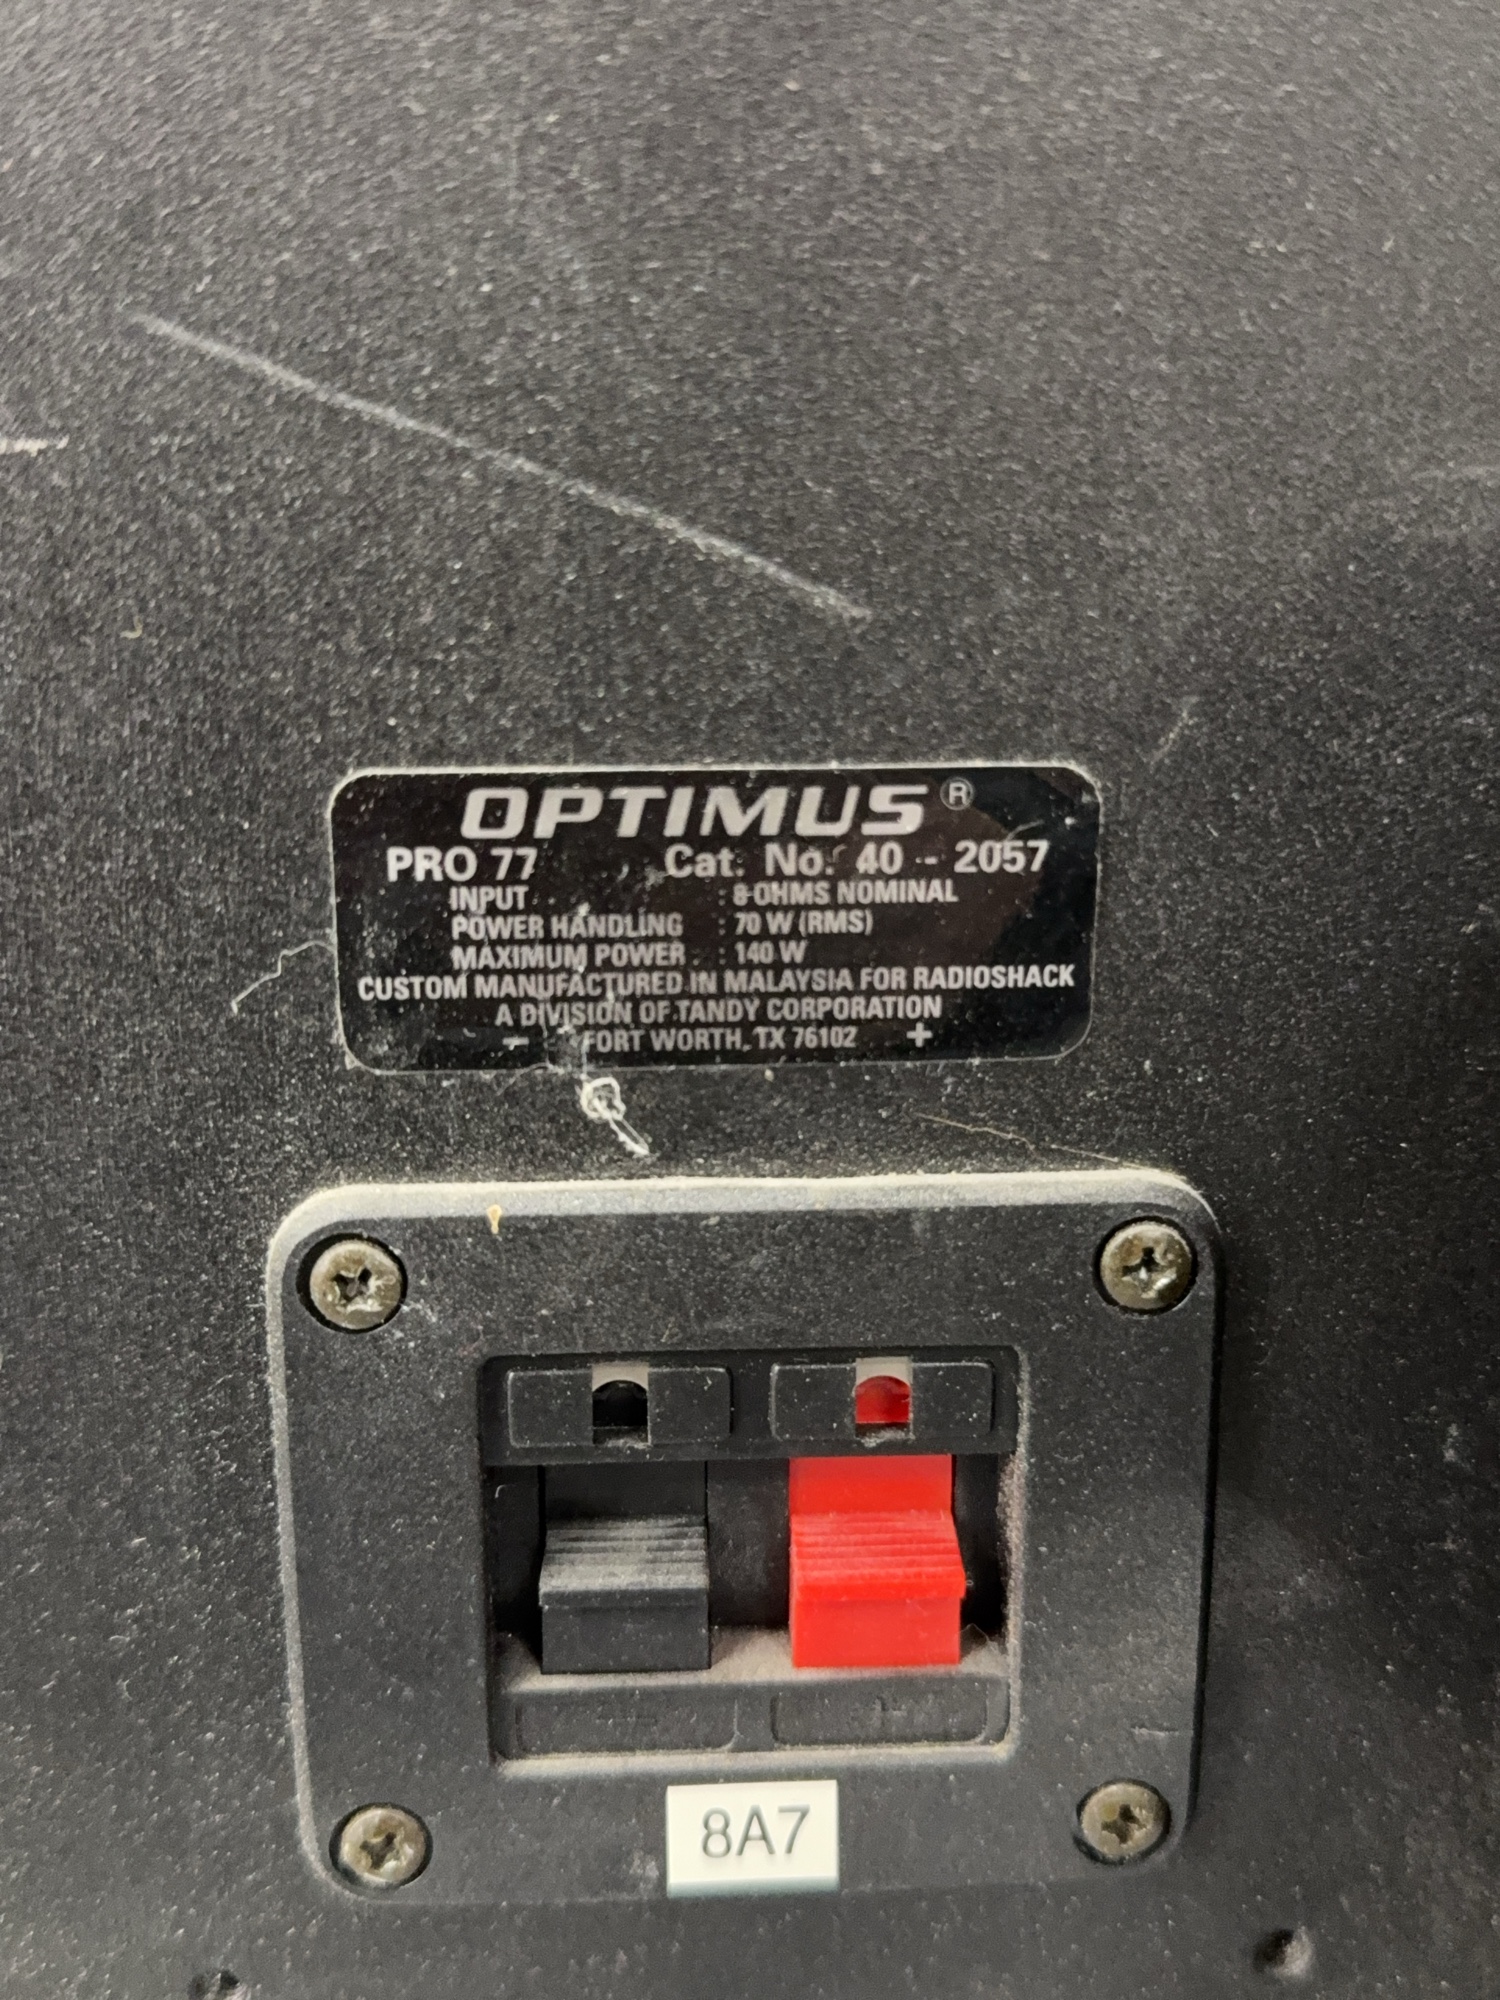 OPTIMUS®
PRO 77 Cat. No. 40 - 2057
INPUT : 8 OHMS NOMINAL
POWER HANDLING : 70 W (RMS)
MAXIMUM POWER : 140 W
CUSTOM MANUFACTURED IN MALAYSIA FOR RADIOSHACK
A DIVISION OF TANDY CORPORATION
- FORT WORTH, TX 76102 +
- +
8A7